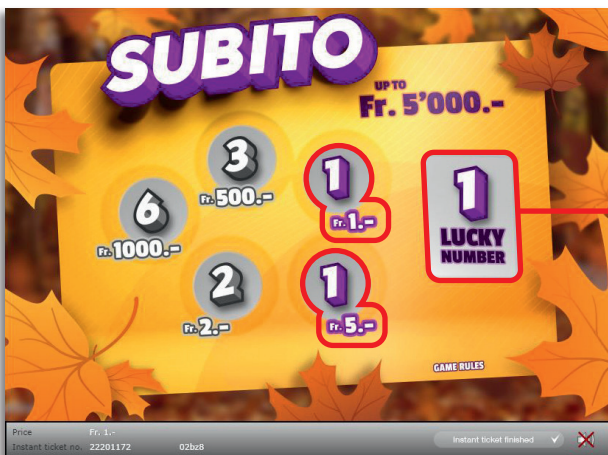 SUBITO
UP TO
Fr. 5'000.-
3
Fr. 500.-
1
Fr. 1.-
6
Fr. 1000.-
1
LUCKY
NUMBER
2
Fr. 2.-
1
Fr. 5.-
GAME RULES
Price Fr. 1.-
Instant ticket no. 22201172 02bz8
Instant ticket finished